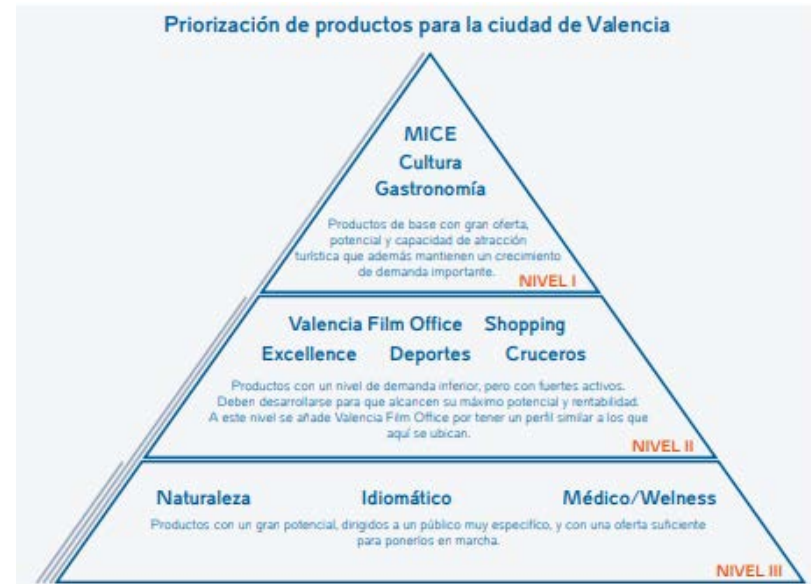 Priorización de productos para la ciudad de Valencia
MICE
Cultura
Gastronomía
Productos de base con gran oferta,
potencial y capacidad de atracción
turística que además mantienen un crecimiento
de demanda importante.
NIVEL I
Valencia Film Office Shopping
Excellence Deportes Cruceros
Productos con un nivel de demanda inferior, pero con fuertes activos.
Deben desarrollarse para que alcancen su máximo potencial y rentabilidad.
A este nivel se añade Valencia Film Office por tener un perfil similar a los que
aquí se ubican.
NIVEL II
Naturaleza Idiomático Médico/Welness
Productos con un gran potencial, dirigidos a un público muy específico, y con una oferta suficiente
para ponerlos en marcha.
NIVEL III